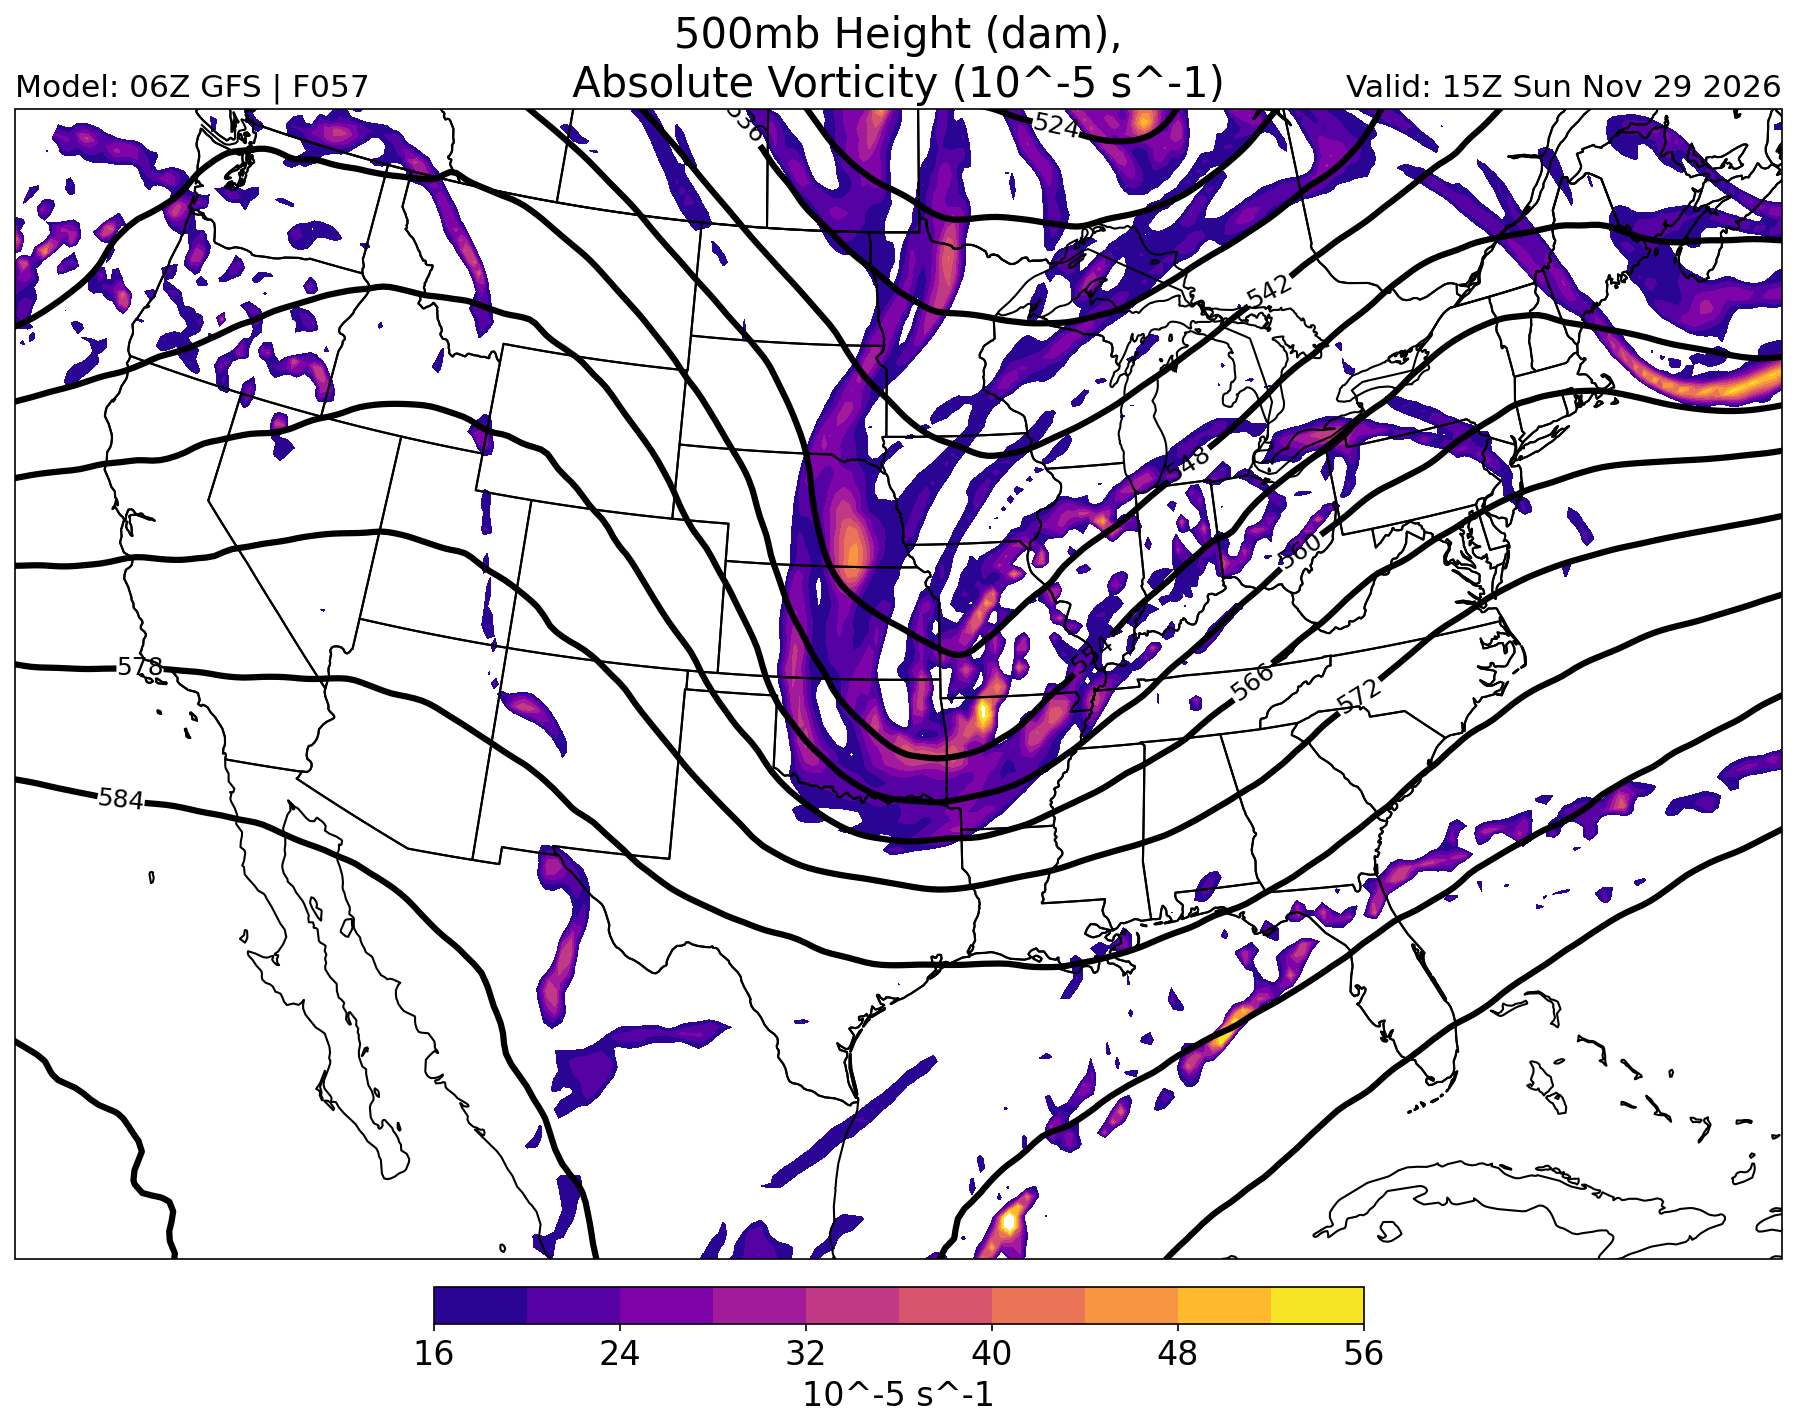 500mb Height (dam),
Absolute Vorticity (10^-5 s^-1)
Model: 06Z GFS | F057
Valid: 15Z Sun Nov 29 2026
536
524
542
548
560
554
566
572
578
584
16 24 32 40 48 56
10^-5 s^-1